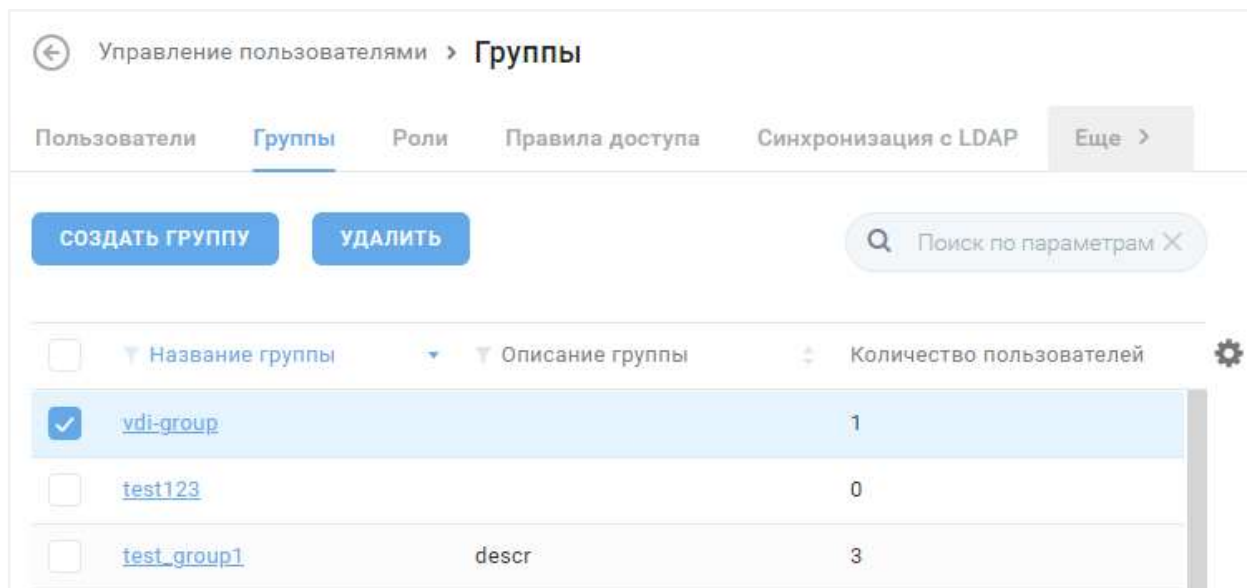 Управление пользователями > Группы
Пользователи Группы Роли Правила доступа Синхронизация с LDAP Еще >
СОЗДАТЬ ГРУППУ УДАЛИТЬ Поиск по параметрам
Название группы Описание группы Количество пользователей
vdi-group 1
test123 0
test_group1 descr 3